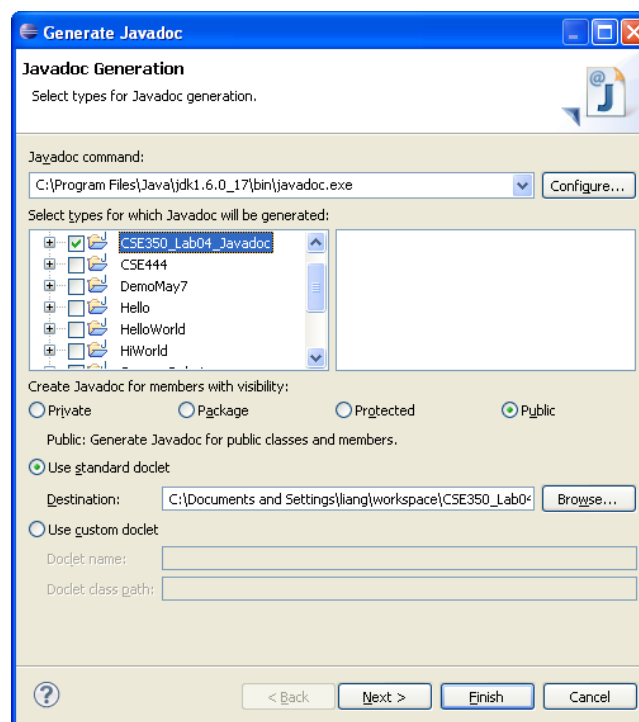 Generate Javadoc
Javadoc Generation
Select types for Javadoc generation.
Javadoc command:
C:\Program Files\Java\jdk1.6.0_17\bin\javadoc.exe Configure...
Select types for which Javadoc will be generated:
CSE350_Lab04_Javadoc
CSE444
DemoMay7
Hello
HelloWorld
HiWorld
Create Javadoc for members with visibility:
Private Package Protected Public
Public: Generate Javadoc for public classes and members.
Use standard doclet
Destination: C:\Documents and Settings\liang\workspace\CSE350_Lab04 Browse...
Use custom doclet
Doclet name:
Doclet class path:
? < Back Next > Finish Cancel